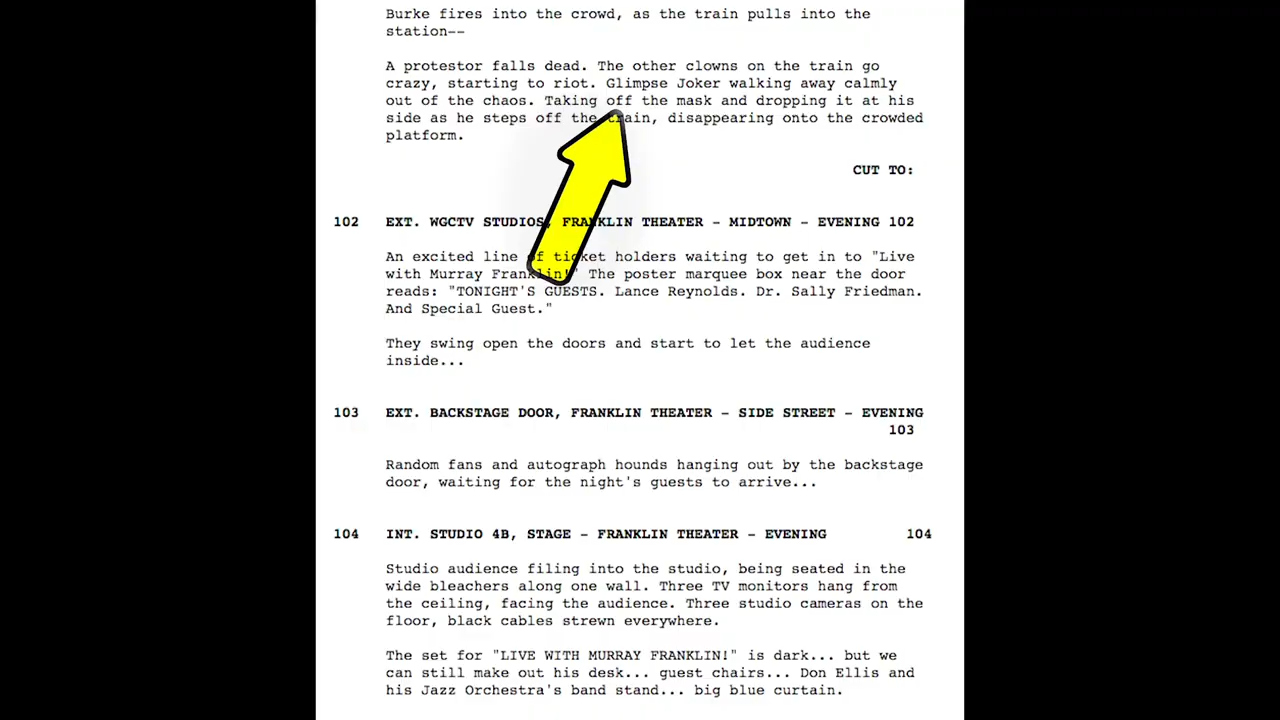 Burke fires into the crowd, as the train pulls into the
station--
A protestor falls dead. The other clowns on the train go
crazy, starting to riot. Glimpse Joker walking away calmly
out of the chaos. Taking off the mask and dropping it at his
side as he steps off the train, disappearing onto the crowded
platform.
CUT TO:
102 EXT. WGCTV STUDIOS, FRANKLIN THEATER - MIDTOWN - EVENING 102
An excited line of ticket holders waiting to get in to "Live
with Murray Franklin!" The poster marquee box near the door
reads: "TONIGHT'S GUESTS. Lance Reynolds. Dr. Sally Friedman.
And Special Guest."
They swing open the doors and start to let the audience
inside...
103 EXT. BACKSTAGE DOOR, FRANKLIN THEATER - SIDE STREET - EVENING
103
Random fans and autograph hounds hanging out by the backstage
door, waiting for the night's guests to arrive...
104 INT. STUDIO 4B, STAGE - FRANKLIN THEATER - EVENING 104
Studio audience filing into the studio, being seated in the
wide bleachers along one wall. Three TV monitors hang from
the ceiling, facing the audience. Three studio cameras on the
floor, black cables strewn everywhere.
The set for "LIVE WITH MURRAY FRANKLIN!" is dark... but we
can still make out his desk... guest chairs... Don Ellis and
his Jazz Orchestra's band stand... big blue curtain.